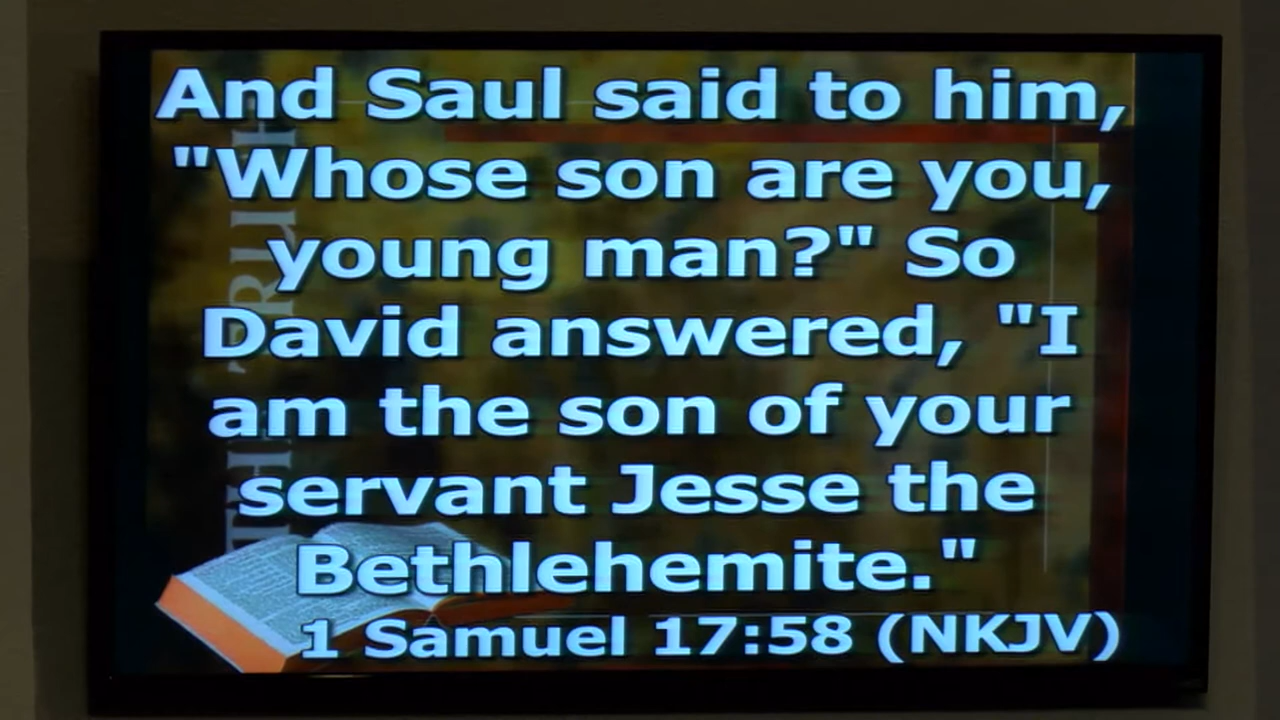 And Saul said to him,
"Whose son are you,
young man?" So
David answered, "I
am the son of your
servant Jesse the
Bethlehemite."
1 Samuel 17:58 (NKJV)